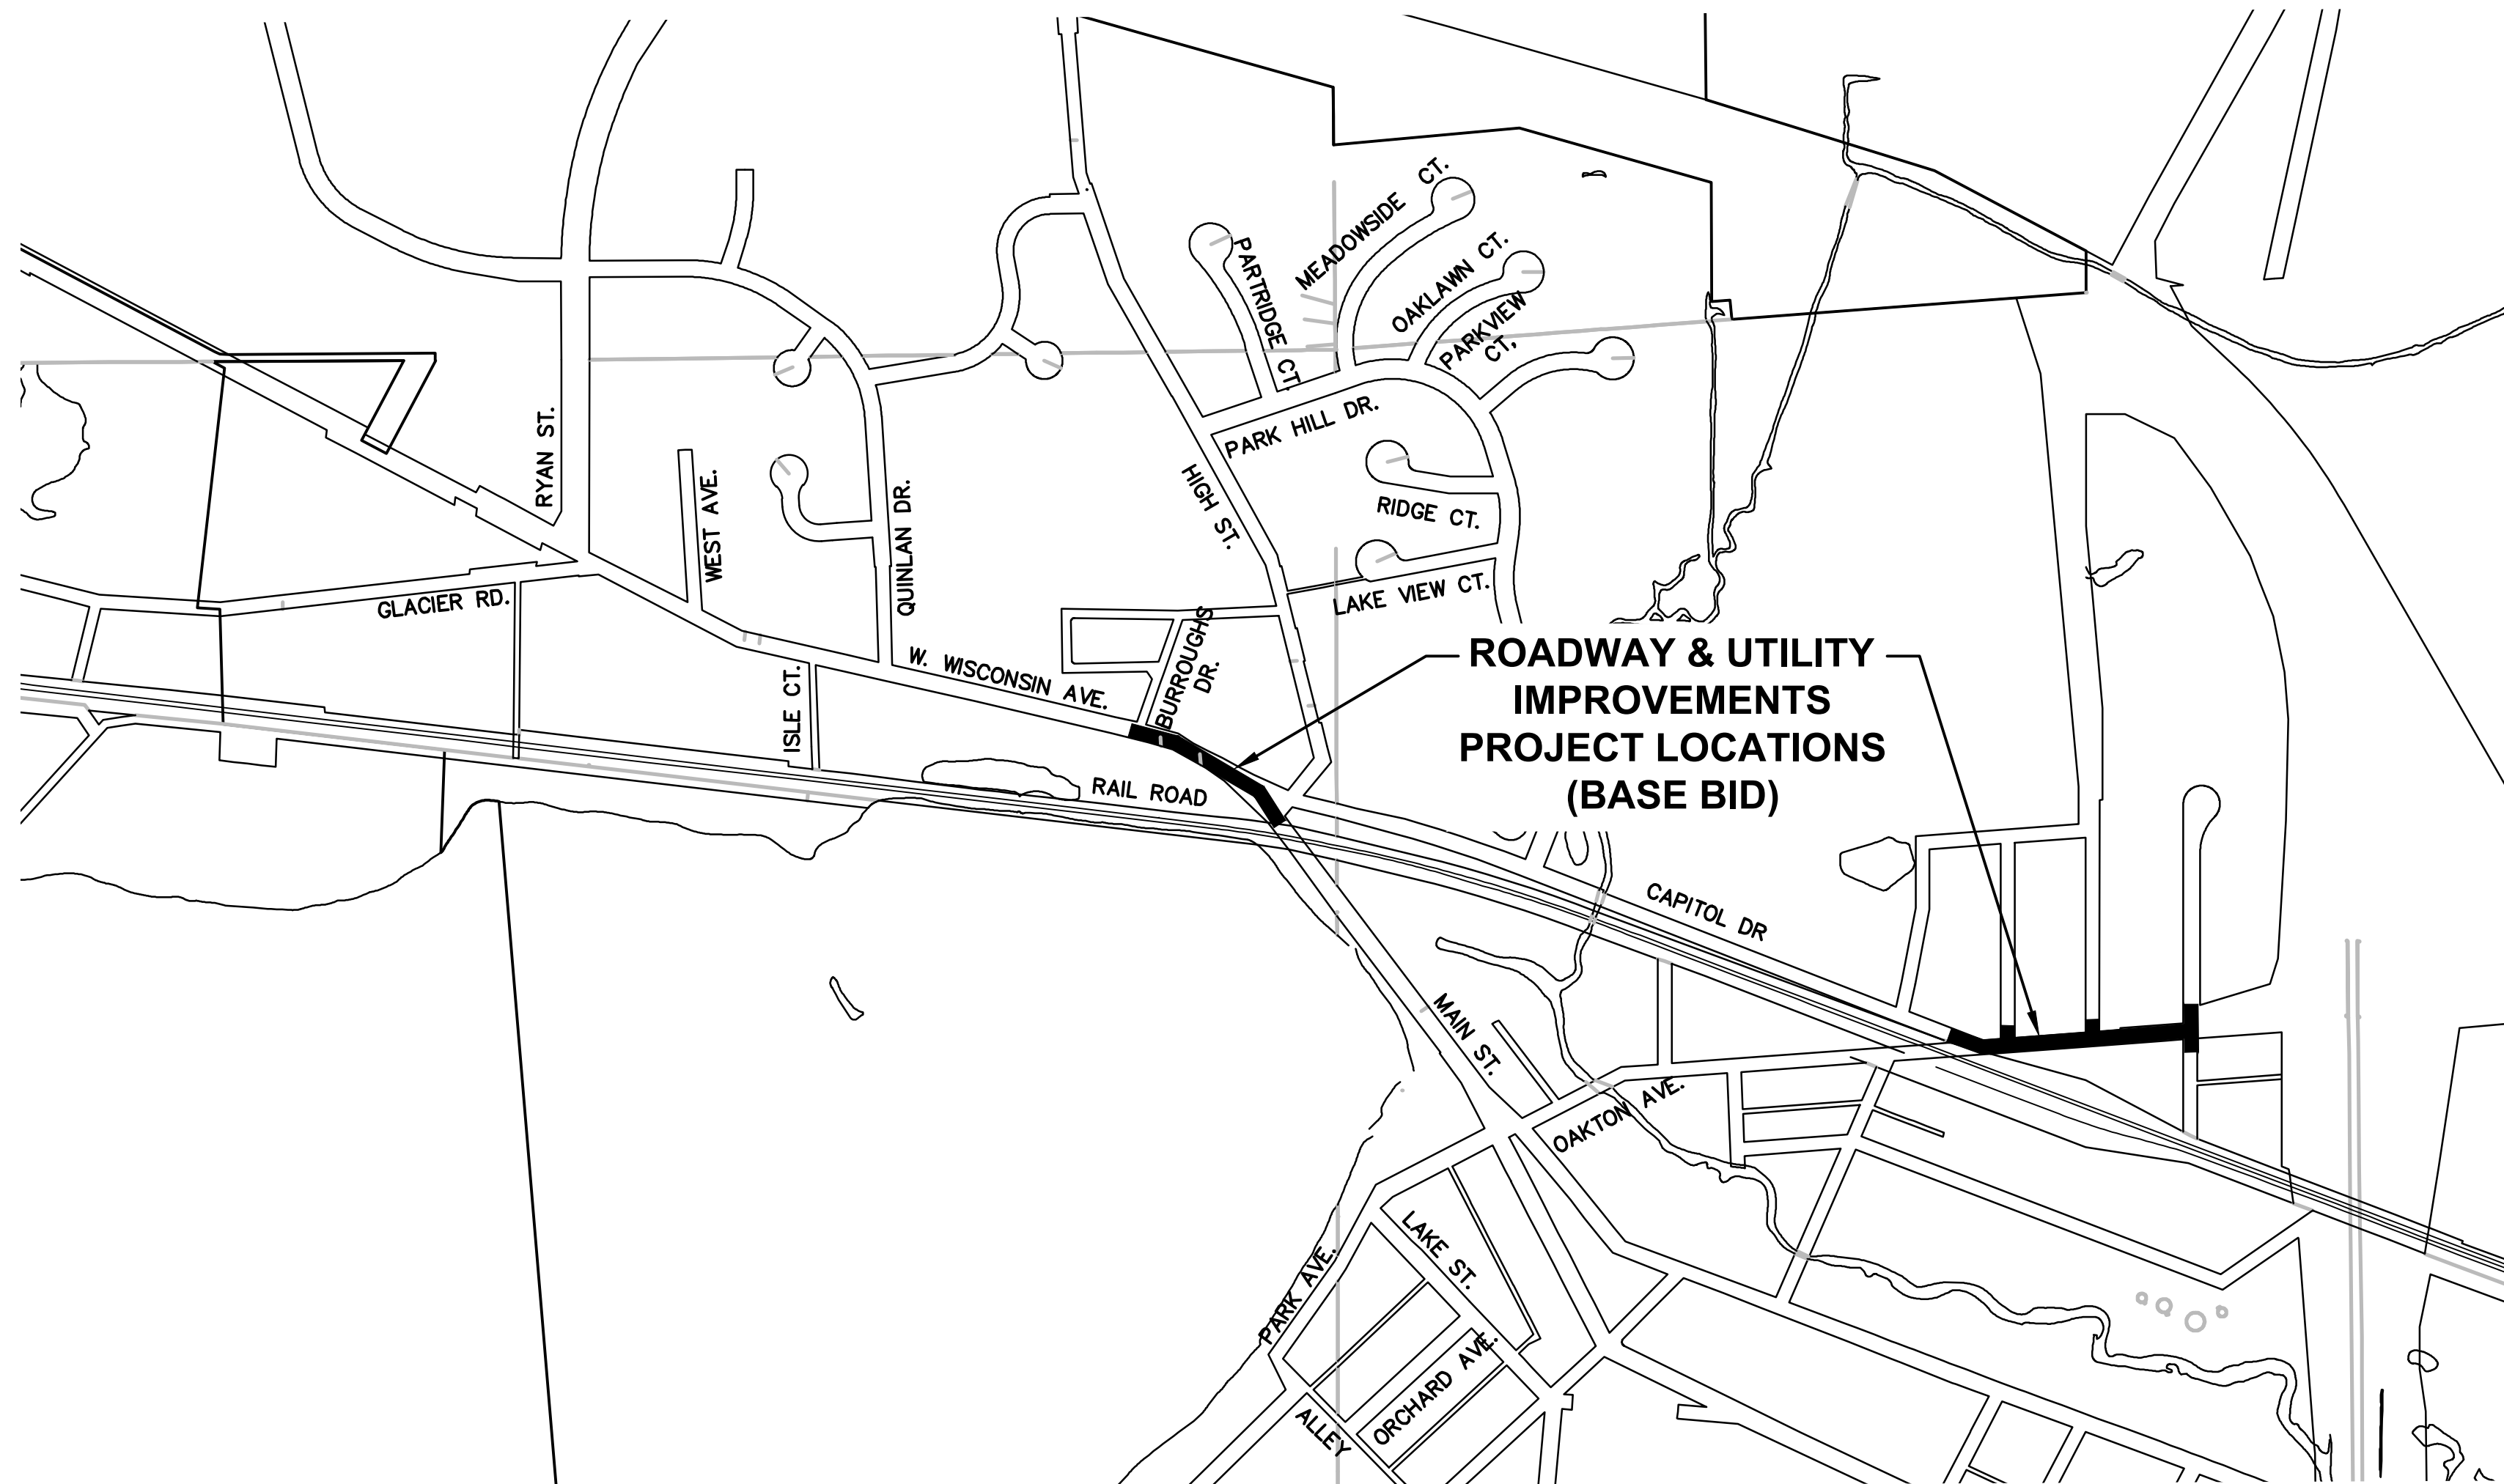 MEADOWSIDE CT.
PARTRIDGE CT.
OAKLAWN CT.
PARKVIEW
CT,
RYAN ST.
PARK HILL DR.
WEST AVE.
QUINLAN DR.
HIGH ST.
RIDGE CT.
GLACIER RD.
LAKE VIEW CT.
W. WISCONSIN AVE.
BURROUGHS
DR.
ISLE CT.
ROADWAY & UTILITY
IMPROVEMENTS
PROJECT LOCATIONS
(BASE BID)
RAIL ROAD
CAPITOL DR
MAIN ST.
OAKTON AVE.
LAKE ST.
PARK AVE.
ORCHARD AVE.
ALLEY